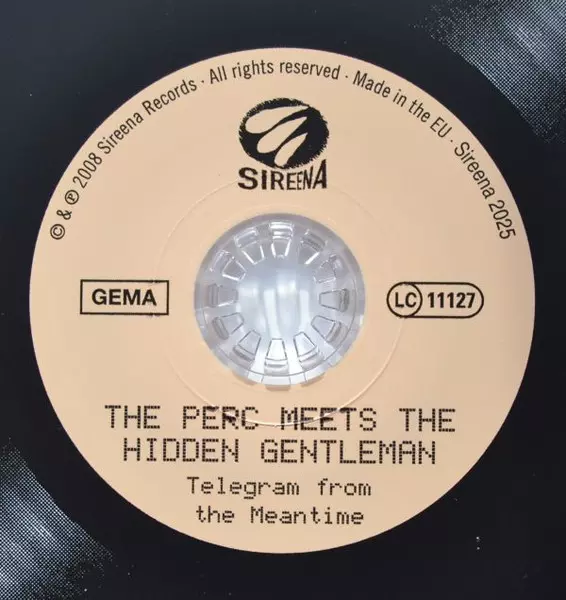 © & ℗ 2008 Sireena Records · All rights reserved · Made in the EU · Sireena 2025
SIREENA
GEMA
LC 11127
THE PERC MEETS THE
HIDDEN GENTLEMAN
Telegram from
the Meantime